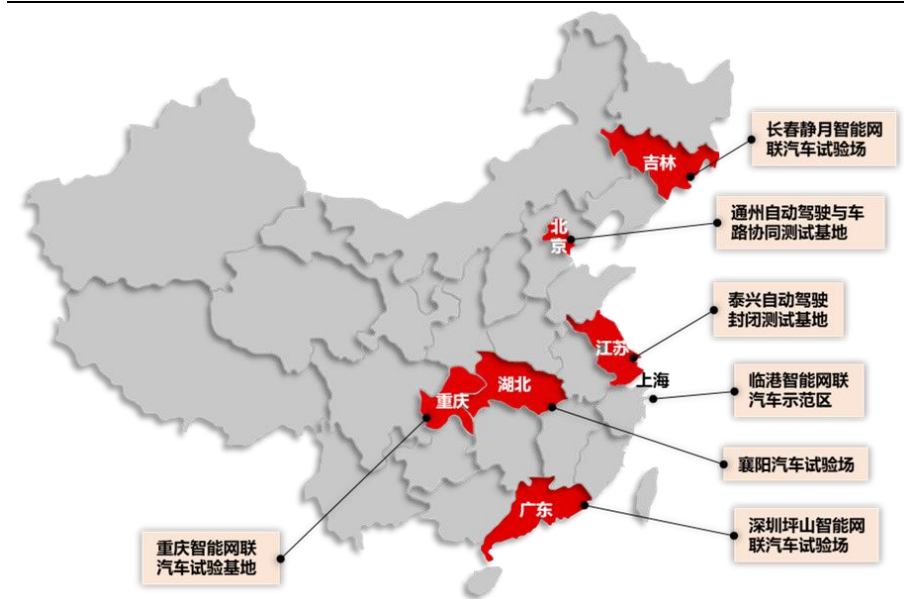 长春静月智能网
联汽车试验场
吉林
通州自动驾驶与车
路协同测试基地
北
京
泰兴自动驾驶
封闭测试基地
江苏
上海
临港智能网联
汽车示范区
湖北
重庆
襄阳汽车试验场
广东
深圳坪山智能网
联汽车试验场
重庆智能网联
汽车试验基地